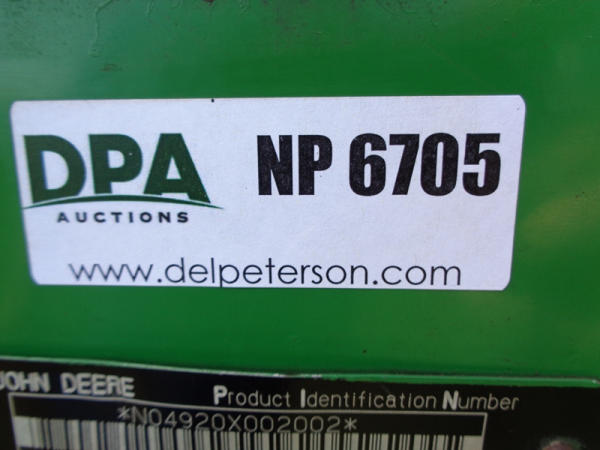 DPA NP 6705
AUCTIONS
www.delpeterson.com
JOHN DEERE Product Identification Number
*N04920X002002*